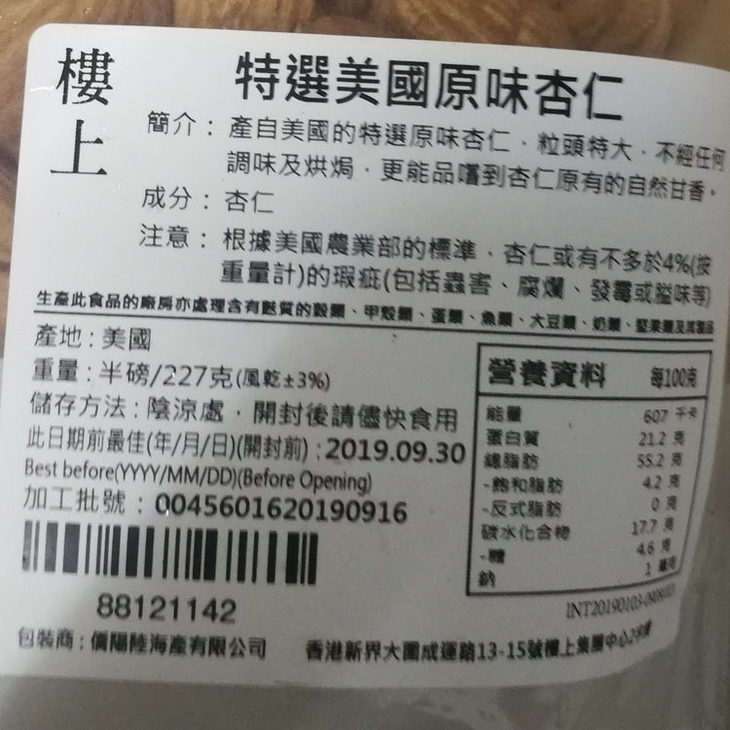 樓上
特選美國原味杏仁
簡介：產自美國的特選原味杏仁，粒頭特大，不經任何
調味及烘焗，更能品嚐到杏仁原有的自然甘香。
成分：杏仁
注意：根據美國農業部的標準，杏仁或有不多於4%(按
重量計)的瑕疵(包括蟲害、腐爛、發霉或膉味等)
生產此食品的廠房亦處理含有麩質的穀類、甲殼類、蛋類、魚類、大豆類、奶類、堅果類及其製品
產地：美國
重量：半磅/227克(風乾±3%)
儲存方法：陰涼處，開封後請儘快食用
此日期前最佳(年/月/日)(開封前)：2019.09.30
Best before(YYYY/MM/DD)(Before Opening)
加工批號：0045601620190916
88121142
營養資料 每100克
能量 607 千卡
蛋白質 21.2 克
總脂肪 55.2 克
-飽和脂肪 4.2 克
-反式脂肪 0 克
碳水化合物 17.7 克
-糖 4.6 克
鈉 1 毫克
INT20190103
包裝商：僑陽陸海產有限公司 香港新界大圍成運路13-15號樓上集團中心